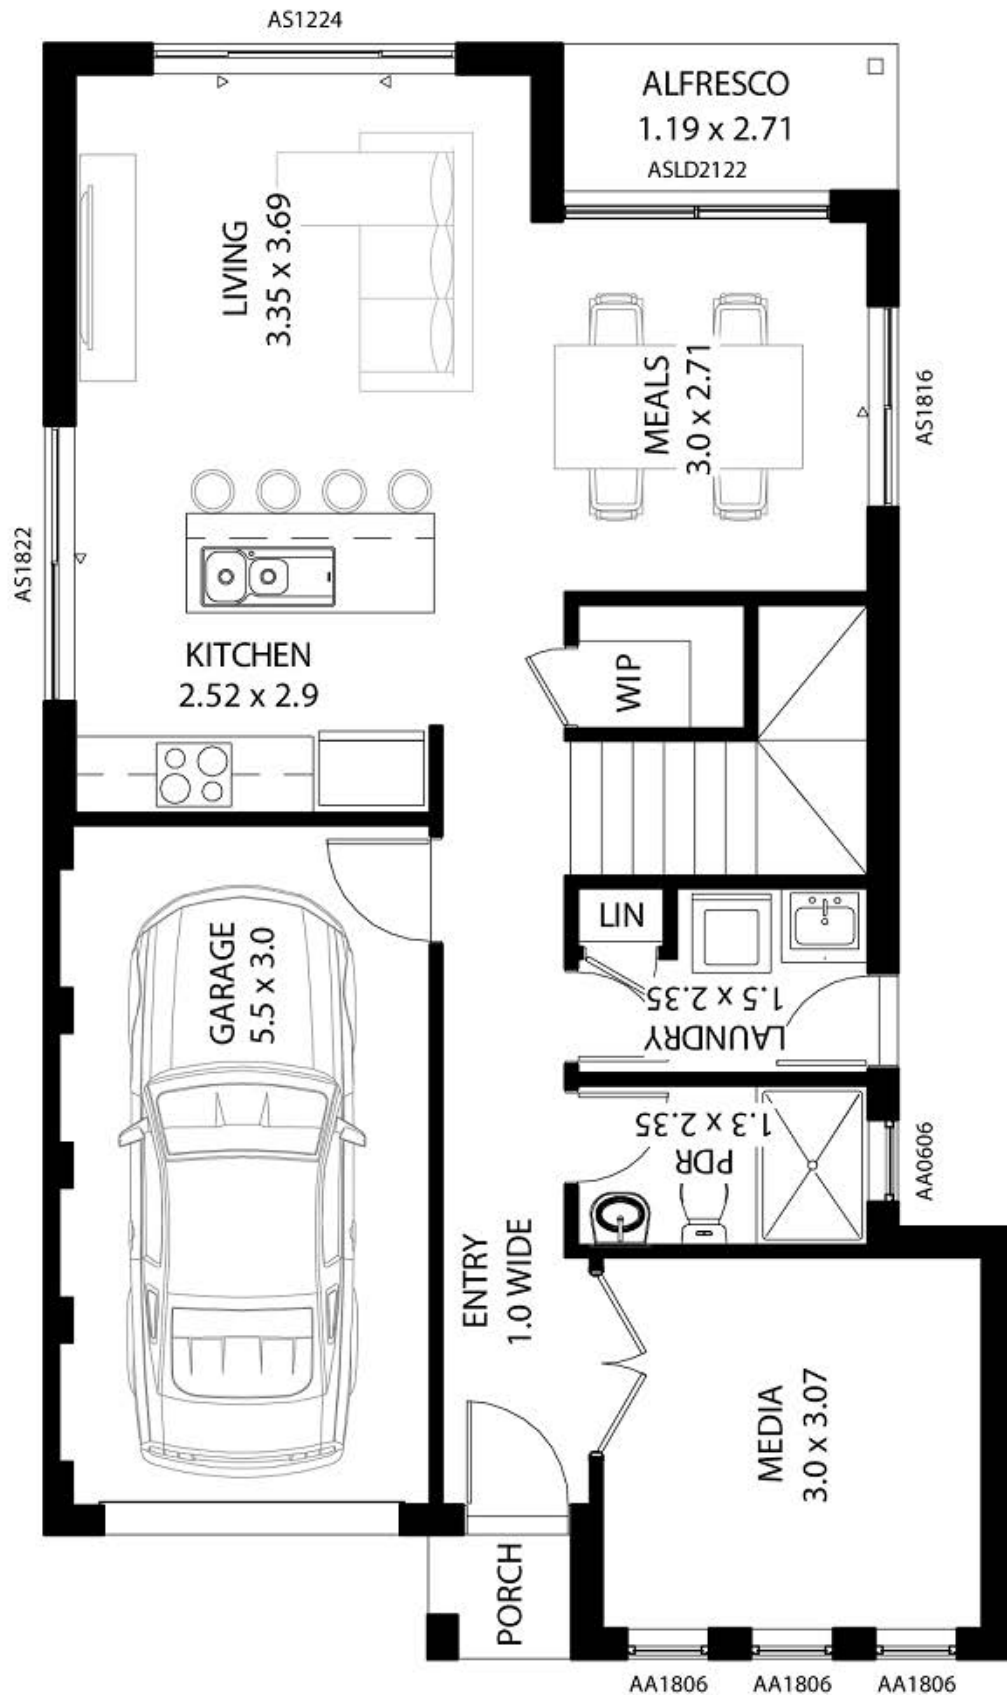 AS1224
ALFRESCO
1.19 x 2.71
ASLD2122
LIVING
3.35 x 3.69
MEALS
3.0 x 2.71
AS1816
AS1822
KITCHEN
2.52 x 2.9
WIP
LIN
GARAGE
5.5 x 3.0
LAUNDRY
1.5 x 2.35
PDR
1.3 x 2.35
AA0606
ENTRY
1.0 WIDE
MEDIA
3.0 x 3.07
PORCH
AA1806
AA1806
AA1806